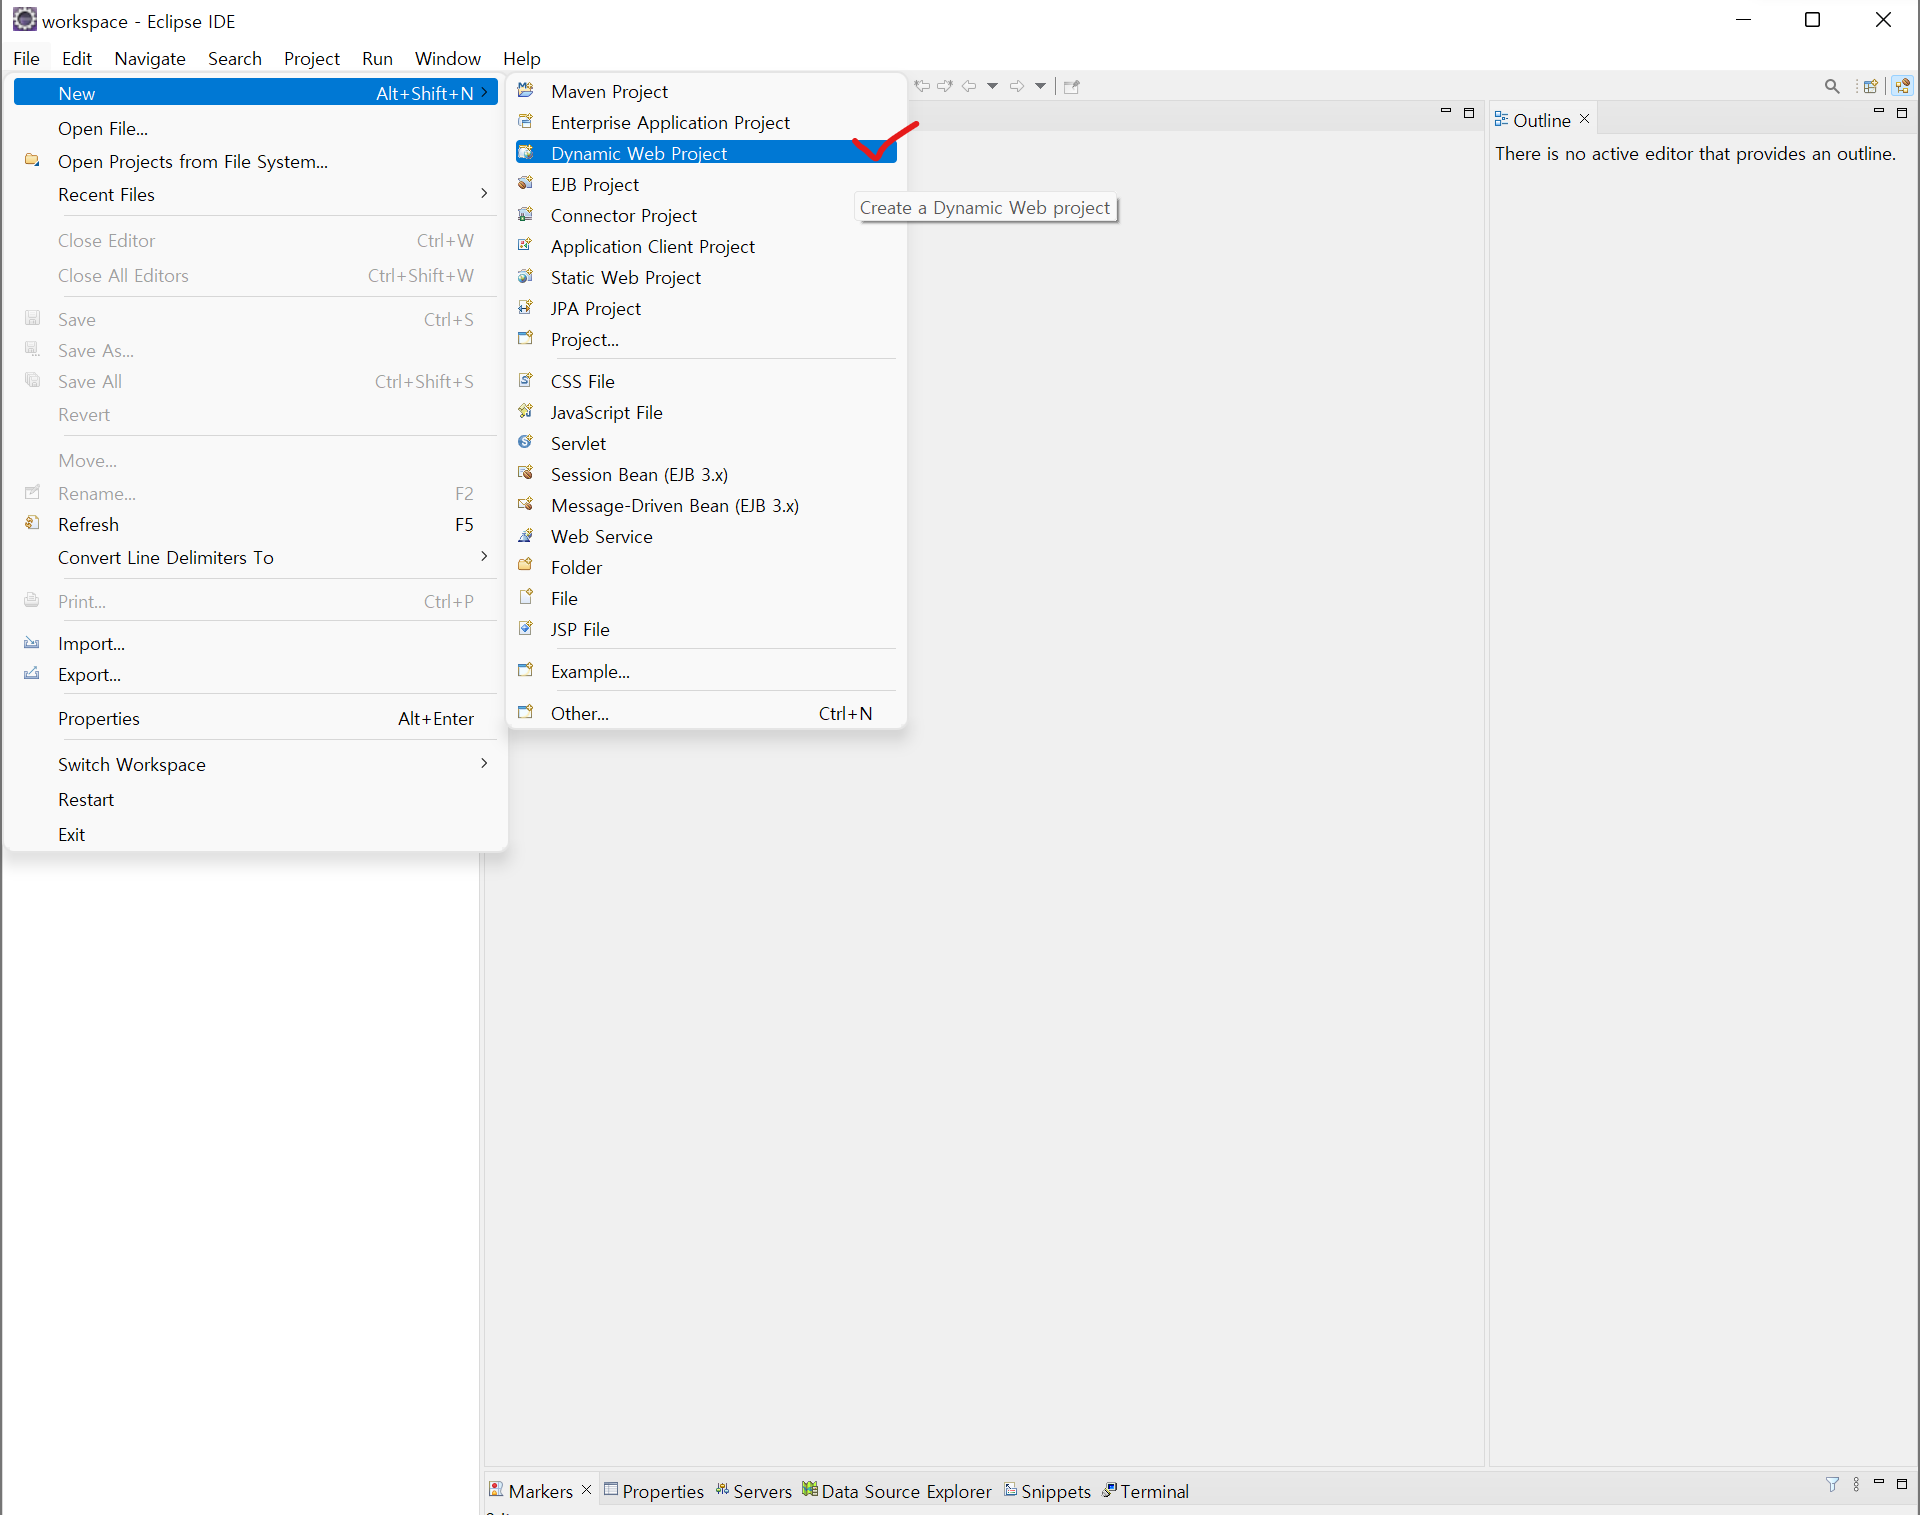 workspace - Eclipse IDE
File Edit Navigate Search Project Run Window Help
New Alt+Shift+N
Open File...
Open Projects from File System...
Recent Files
Close Editor Ctrl+W
Close All Editors Ctrl+Shift+W
Save Ctrl+S
Save As...
Save All Ctrl+Shift+S
Revert
Move...
Rename... F2
Refresh F5
Convert Line Delimiters To
Print... Ctrl+P
Import...
Export...
Properties Alt+Enter
Switch Workspace
Restart
Exit
Maven Project
Enterprise Application Project
Dynamic Web Project
EJB Project
Connector Project
Application Client Project
Static Web Project
JPA Project
Project...
CSS File
JavaScript File
Servlet
Session Bean (EJB 3.x)
Message-Driven Bean (EJB 3.x)
Web Service
Folder
File
JSP File
Example...
Other... Ctrl+N
Create a Dynamic Web project
Outline
There is no active editor that provides an outline.
Markers Properties Servers Data Source Explorer Snippets Terminal